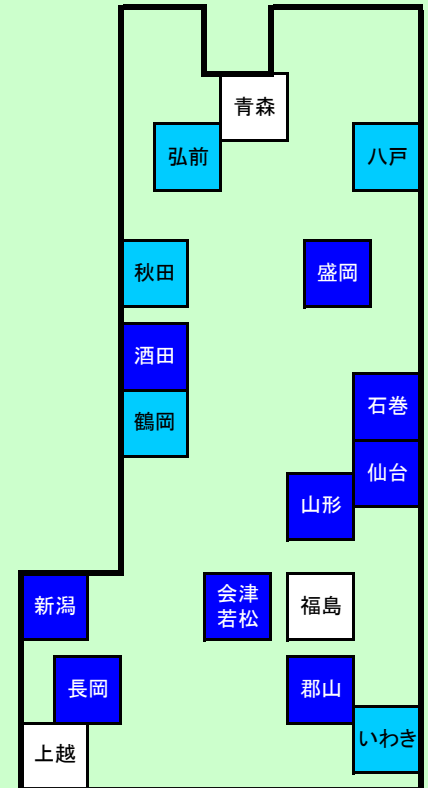 青森
弘前
八戸
秋田
盛岡
酒田
石巻
鶴岡
仙台
山形
新潟
会津
若松
福島
長岡
郡山
いわき
上越